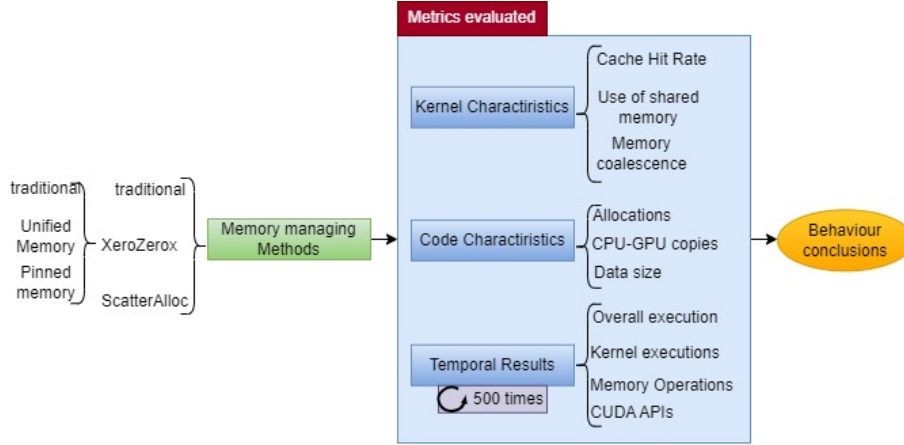 Metrics evaluated
Kernel Charactiristics
Cache Hit Rate
Use of shared
memory
Memory
coalescence
traditional
Unified
Memory
Pinned
memory
traditional
XeroZerox
ScatterAlloc
Memory managing
Methods
Code Charactiristics
Allocations
CPU-GPU copies
Data size
Behaviour
conclusions
Temporal Results
500 times
Overall execution
Kernel executions
Memory Operations
CUDA APIs